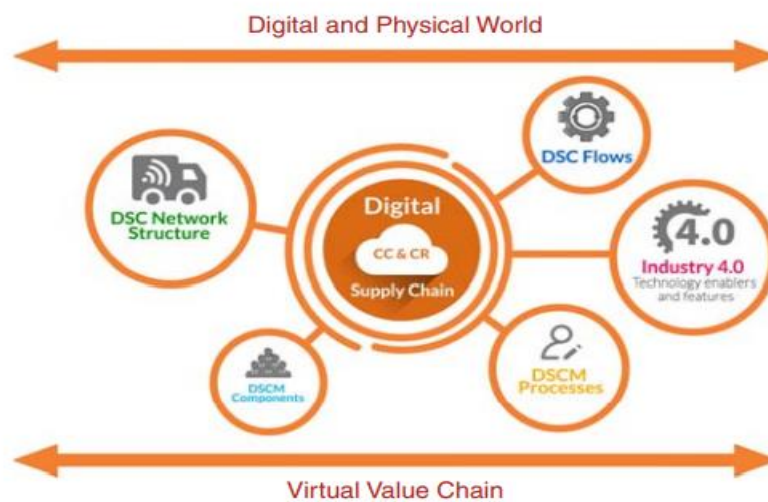 Digital and Physical World
DSC Flows
DSC Network
Structure
Digital
CC & CR
Supply Chain
4.0
Industry 4.0
Technology enablers
and features
DSCM
Components
DSCM
Processes
Virtual Value Chain